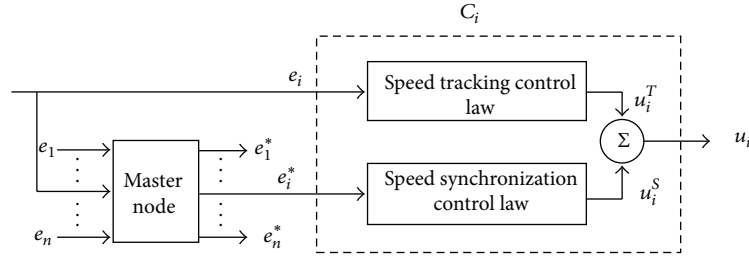 C_i
e_i
Speed tracking control
law
u_i^T
e_1
e_1^*
Σ
u_i
⋮
⋮
Master
node
e_i^*
Speed synchronization
control law
u_i^S
⋮
⋮
e_n
e_n^*